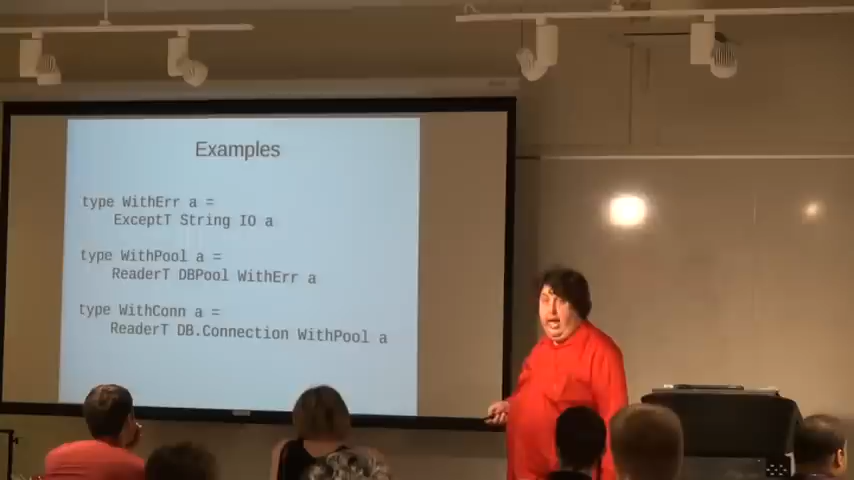 Examples
type WithErr a =
ExceptT String IO a
type WithPool a =
ReaderT DBPool WithErr a
type WithConn a =
ReaderT DB.Connection WithPool a